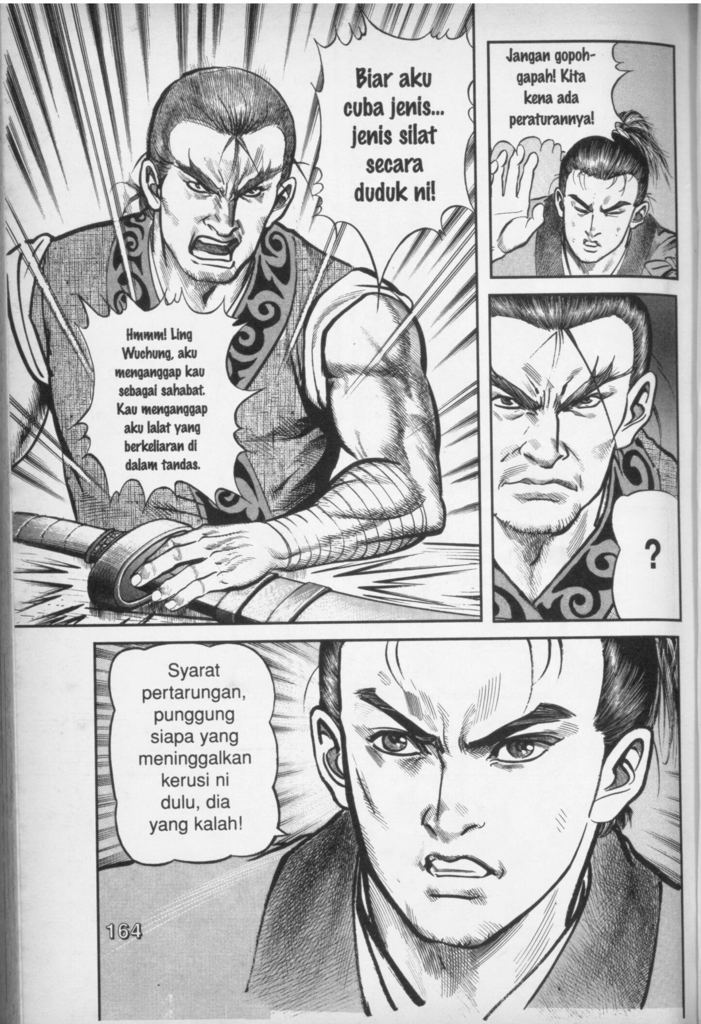 Biar aku
cuba jenis...
jenis silat
secara
duduk ni!
Hmmm! Ling
Wuchung, aku
menganggap kau
sebagai sahabat.
Kau menganggap
aku lalat yang
berkeliaran di
dalam tandas.
Jangan gopoh-
gapah! Kita
kena ada
peraturannya!
?
Syarat
pertarungan,
punggung
siapa yang
meninggalkan
kerusi ni
dulu, dia
yang kalah!
164